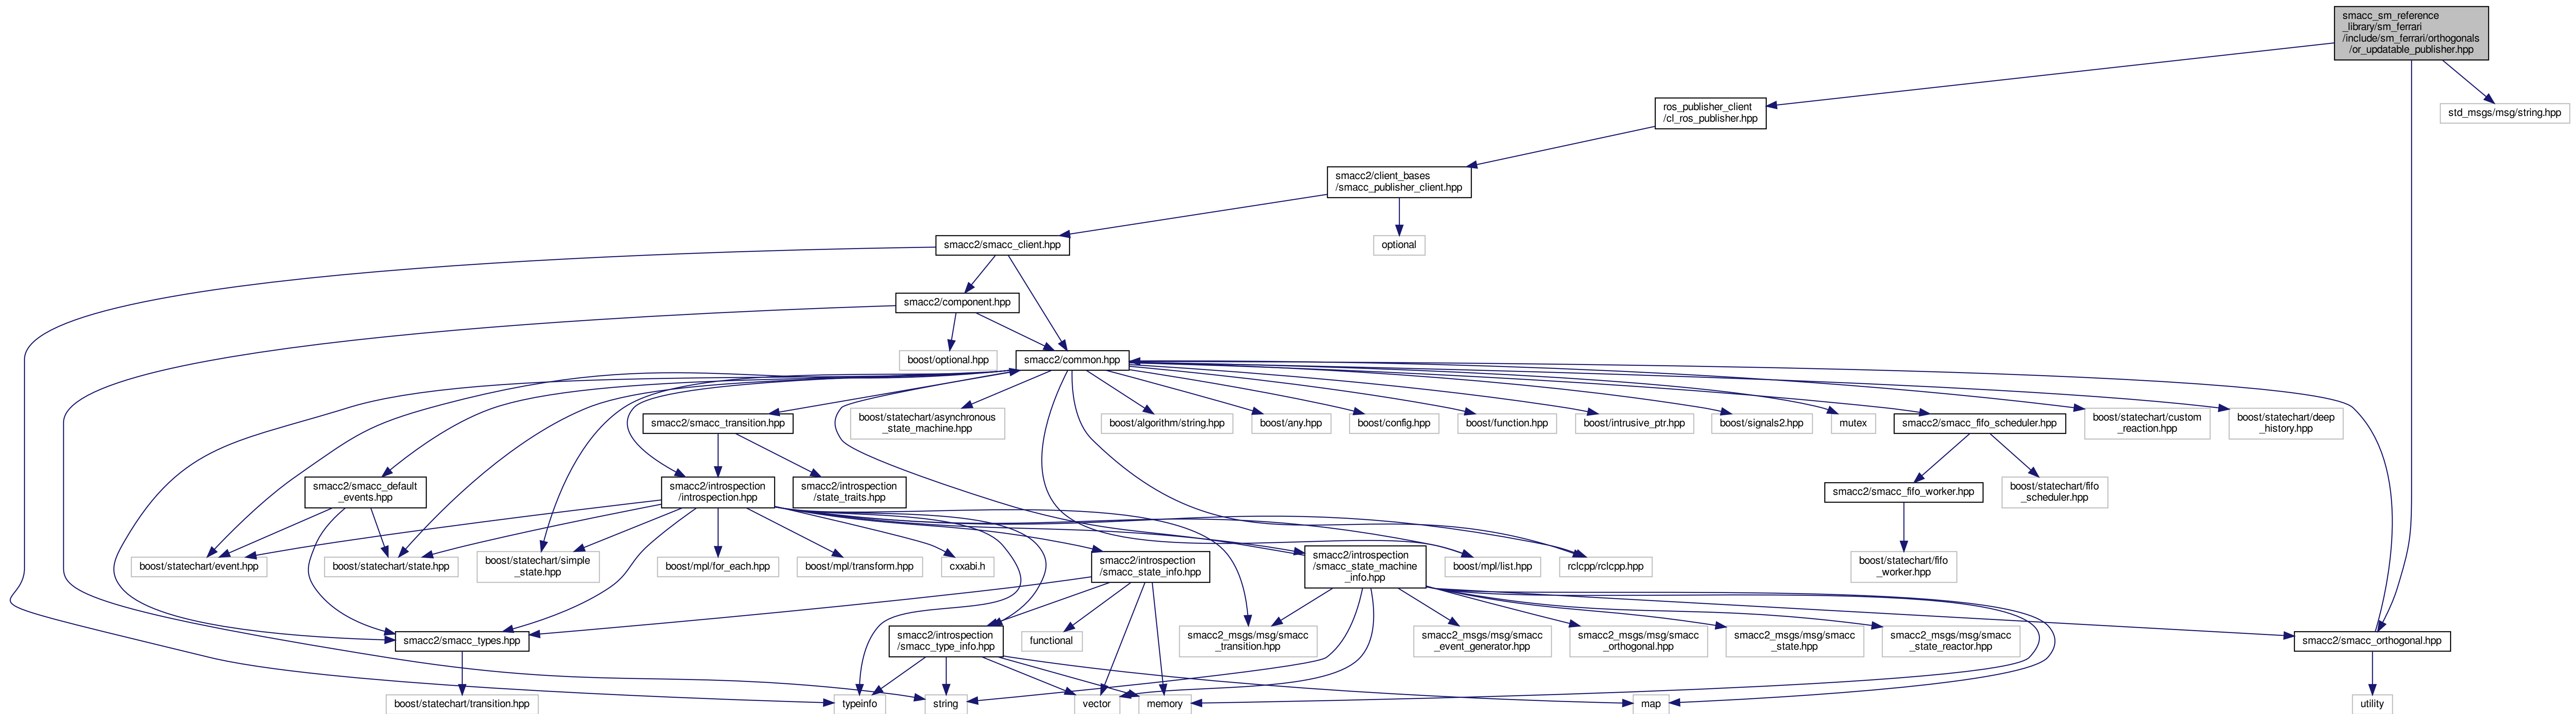 smacc_sm_reference
_library/sm_ferrari
/include/sm_ferrari/orthogonals
/or_updatable_publisher.hpp
ros_publisher_client
/cl_ros_publisher.hpp
std_msgs/msg/string.hpp
smacc2/client_bases
/smacc_publisher_client.hpp
smacc2/smacc_client.hpp
optional
smacc2/component.hpp
boost/optional.hpp
smacc2/common.hpp
smacc2/smacc_transition.hpp
boost/statechart/asynchronous
_state_machine.hpp
boost/algorithm/string.hpp
boost/any.hpp
boost/config.hpp
boost/function.hpp
boost/intrusive_ptr.hpp
boost/signals2.hpp
mutex
smacc2/smacc_fifo_scheduler.hpp
boost/statechart/custom
_reaction.hpp
boost/statechart/deep
_history.hpp
smacc2/smacc_default
_events.hpp
smacc2/introspection
/introspection.hpp
smacc2/introspection
/state_traits.hpp
smacc2/smacc_fifo_worker.hpp
boost/statechart/fifo
_scheduler.hpp
boost/statechart/event.hpp
boost/statechart/state.hpp
boost/statechart/simple
_state.hpp
boost/mpl/for_each.hpp
boost/mpl/transform.hpp
cxxabi.h
smacc2/introspection
/smacc_state_info.hpp
smacc2/introspection
/smacc_state_machine
_info.hpp
boost/mpl/list.hpp
rclcpp/rclcpp.hpp
boost/statechart/fifo
_worker.hpp
smacc2/smacc_types.hpp
smacc2/introspection
/smacc_type_info.hpp
functional
smacc2_msgs/msg/smacc
_transition.hpp
smacc2_msgs/msg/smacc
_event_generator.hpp
smacc2_msgs/msg/smacc
_orthogonal.hpp
smacc2_msgs/msg/smacc
_state.hpp
smacc2_msgs/msg/smacc
_state_reactor.hpp
smacc2/smacc_orthogonal.hpp
boost/statechart/transition.hpp
typeinfo
string
vector
memory
map
utility